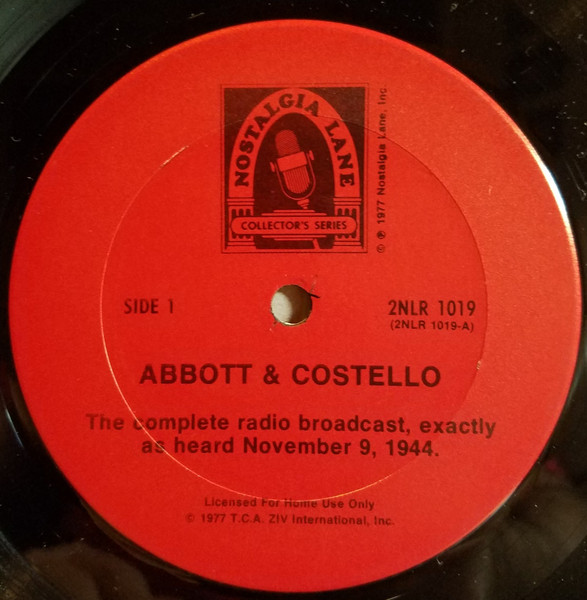 NOSTALGIA LANE
COLLECTOR'S SERIES
© ℗ 1977 Nostalgia Lane, Inc.
SIDE 1
2NLR 1019
(2NLR 1019-A)
ABBOTT & COSTELLO
The complete radio broadcast, exactly
as heard November 9, 1944.
Licensed For Home Use Only
© 1977 T.C.A. ZIV International, Inc.